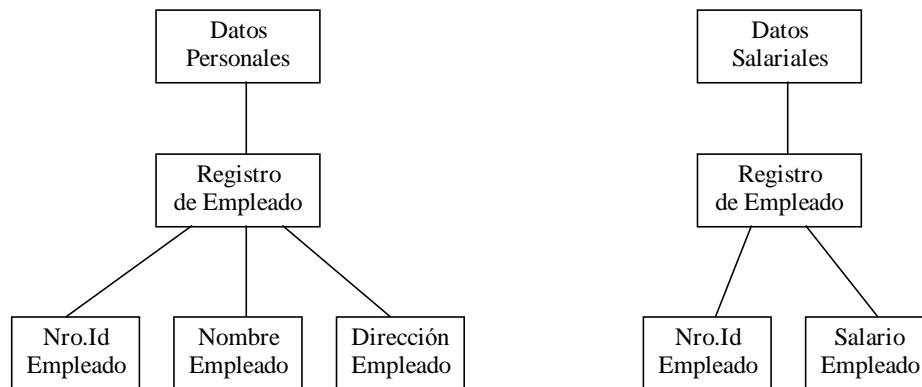 Datos
Personales
Datos
Salariales
Registro
de Empleado
Registro
de Empleado
Nro.Id
Empleado
Nombre
Empleado
Dirección
Empleado
Nro.Id
Empleado
Salario
Empleado